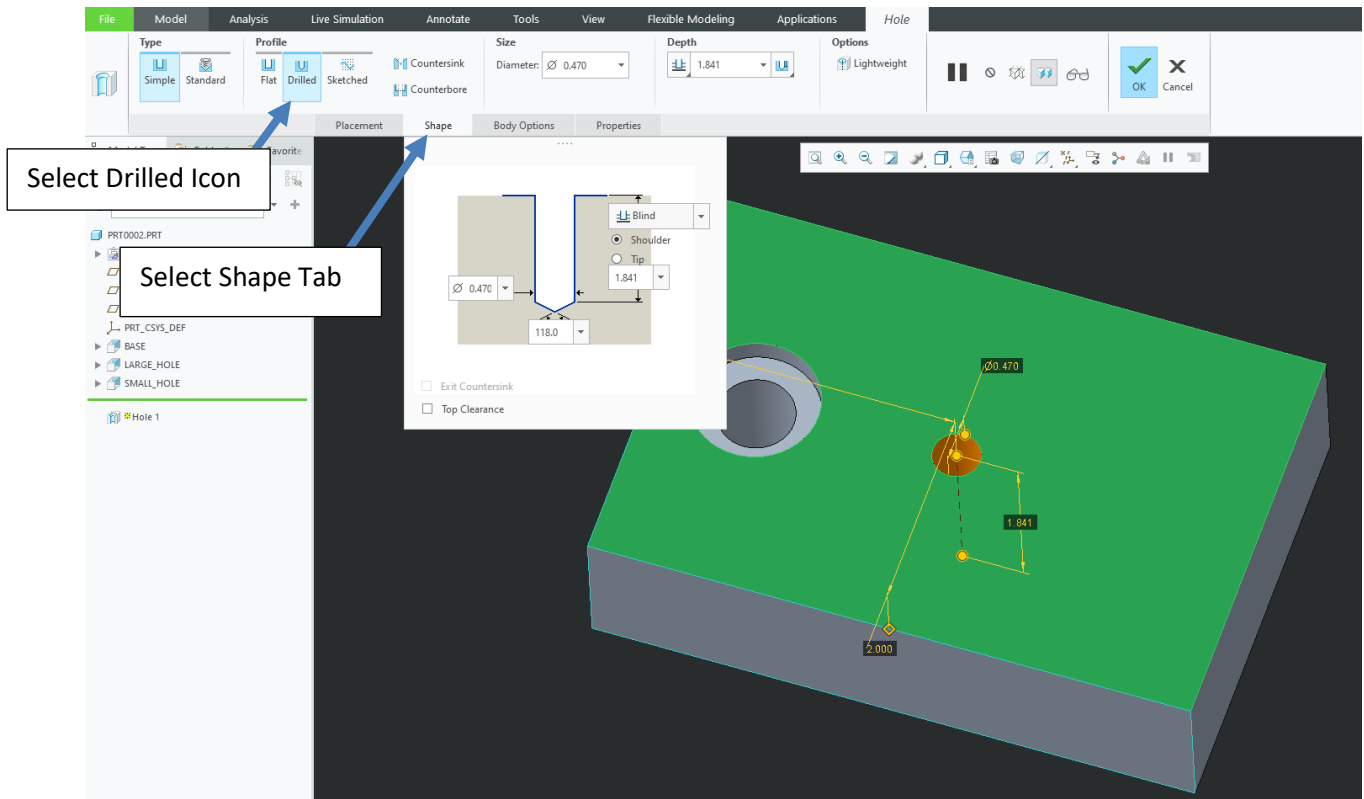 File Model Analysis Live Simulation Annotate Tools View Flexible Modeling Applications Hole
Type Profile Size Depth Options
Simple Standard Flat Drilled Sketched
Countersink
Counterbore
Diameter: Ø 0.470
1.841
Lightweight
OK Cancel
Placement Shape Body Options Properties
Select Drilled Icon
Select Shape Tab
PRT0002.PRT
PRT_CSYS_DEF
BASE
LARGE_HOLE
SMALL_HOLE
Hole 1
Blind
Shoulder
Tip
1.841
Ø 0.470
118.0
Exit Countersink
Top Clearance
Ø0.470
1.841
2.000